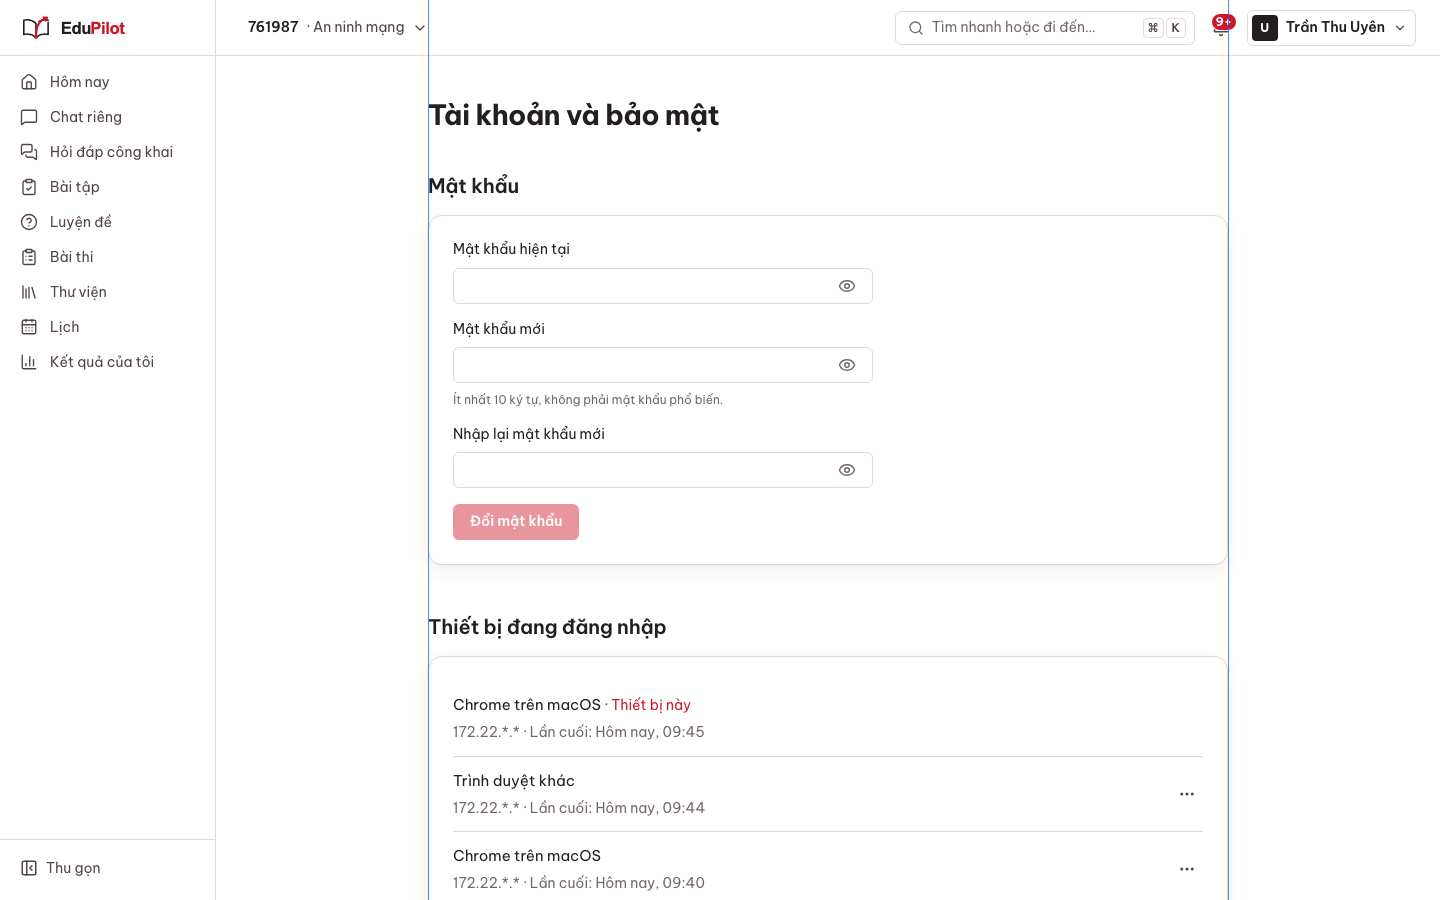 EduPilot
761987 · An ninh mạng
Tìm nhanh hoặc đi đến...
⌘ K
9+
U
Trần Thu Uyên
Hôm nay
Chat riêng
Hỏi đáp công khai
Bài tập
Luyện đề
Bài thi
Thư viện
Lịch
Kết quả của tôi
Thu gọn
Tài khoản và bảo mật
Mật khẩu
Mật khẩu hiện tại
Mật khẩu mới
Ít nhất 10 ký tự, không phải mật khẩu phổ biến.
Nhập lại mật khẩu mới
Đổi mật khẩu
Thiết bị đang đăng nhập
Chrome trên macOS · Thiết bị này
172.22.*.* · Lần cuối: Hôm nay, 09:45
Trình duyệt khác
172.22.*.* · Lần cuối: Hôm nay, 09:44
Chrome trên macOS
172.22.*.* · Lần cuối: Hôm nay, 09:40